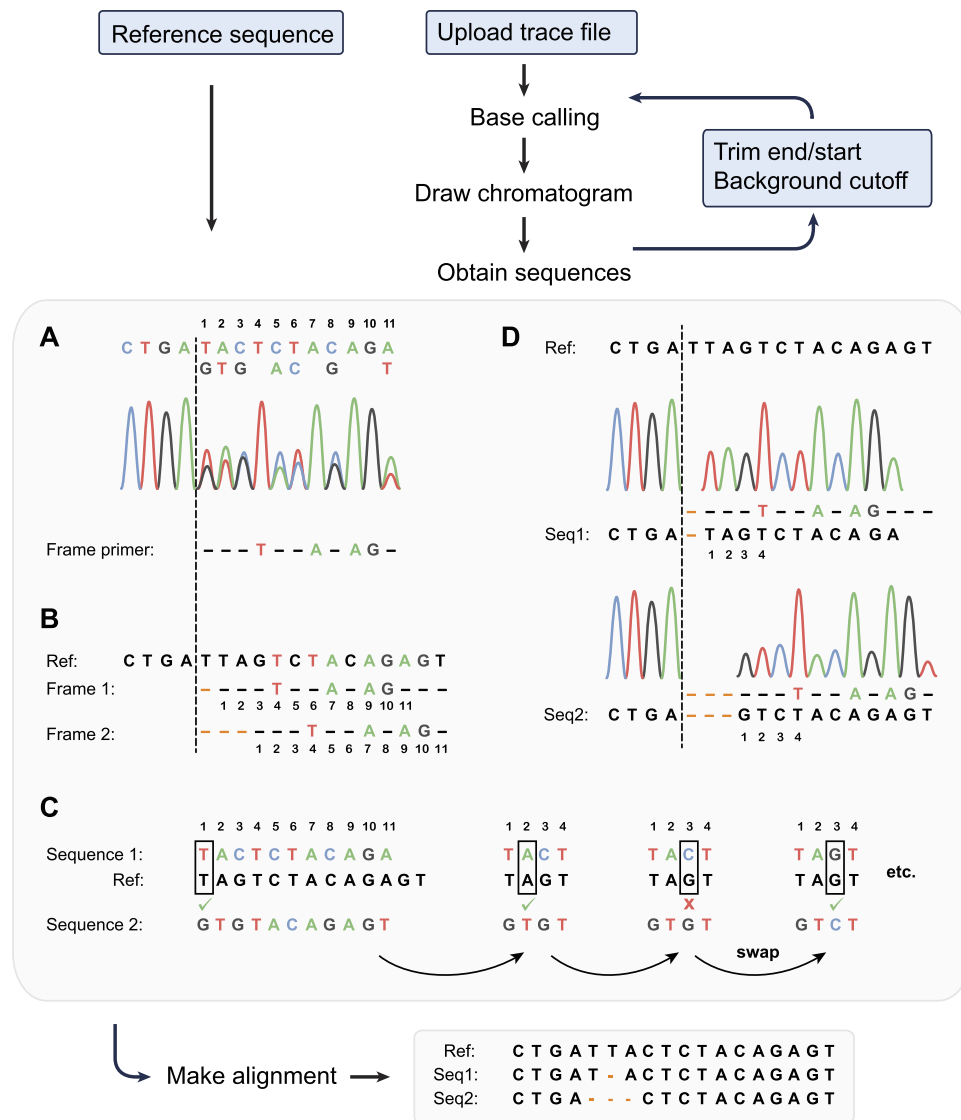 Reference sequence
Upload trace file
Base calling
Trim end/start
Background cutoff
Draw chromatogram
Obtain sequences
A
1 2 3 4 5 6 7 8 9 10 11
C T G A T A C T C T A C A G A
G T G A C G T
Frame primer: – – – T – – A – A G –
B
Ref: C T G A T T A G T C T A C A G A G T
Frame 1: – – – – T – – A – A G – – –
1 2 3 4 5 6 7 8 9 10 11
Frame 2: – – – – – – T – – A – A G –
1 2 3 4 5 6 7 8 9 10 11
D
Ref: C T G A T T A G T C T A C A G A G T
– – – – T – – A – A G – – –
Seq1: C T G A – T A G T C T A C A G A
1 2 3 4
– – – – – – T – – A – A G –
Seq2: C T G A – – – G T C T A C A G A G T
1 2 3 4
C
1 2 3 4 5 6 7 8 9 10 11
Sequence 1: T A C T C T A C A G A
Ref: T A G T C T A C A G A G T
✓
Sequence 2: G T G T A C A G A G T
1 2 3 4
T A C T
T A G T
✓
G T G T
1 2 3 4
T A C T
T A G T
X
G T G T
swap
1 2 3 4
T A G T
T A G T
✓
G T C T
etc.
Make alignment
Ref: C T G A T T A C T C T A C A G A G T
Seq1: C T G A T - A C T C T A C A G A G T
Seq2: C T G A - - - C T C T A C A G A G T